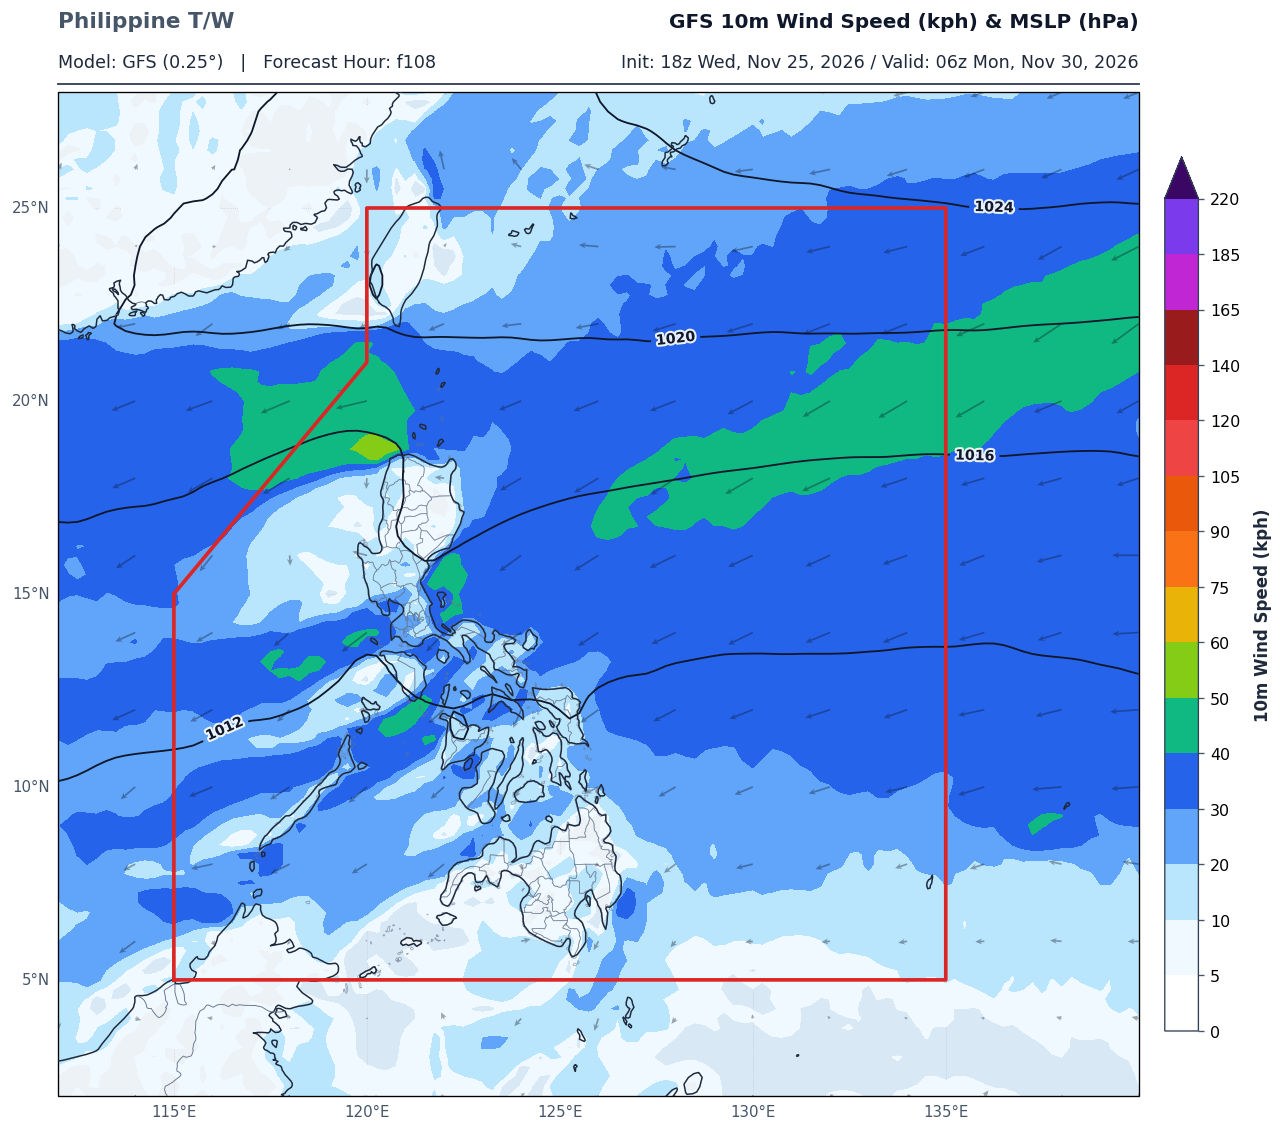 Philippine T/W
GFS 10m Wind Speed (kph) & MSLP (hPa)
Model: GFS (0.25°)   |   Forecast Hour: f108
Init: 18z Wed, Nov 25, 2026 / Valid: 06z Mon, Nov 30, 2026
25°N
20°N
15°N
10°N
5°N
115°E
120°E
125°E
130°E
135°E
1024
1020
1016
1012
220
185
165
140
120
105
90
75
60
50
40
30
20
10
5
0
10m Wind Speed (kph)